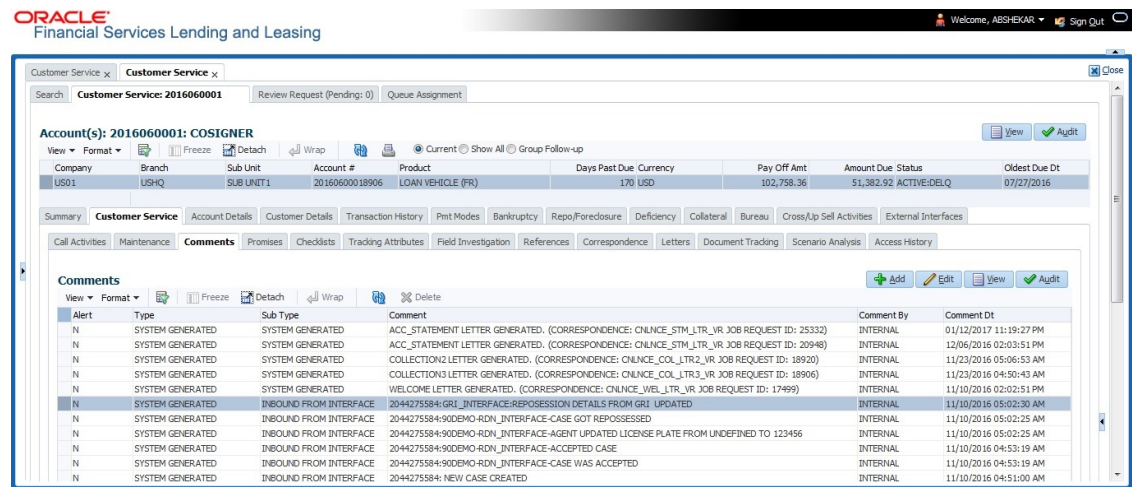 ORACLE
Financial Services Lending and Leasing
Welcome, ABSHEKAR Sign Out
Customer Service x Customer Service x
Close
Search Customer Service: 2016060001 Review Request (Pending: 0) Queue Assignment
Account(s): 2016060001: COSIGNER
View Audit
View Format Freeze Detach Wrap Current Show All Group Follow-up
Company Branch Sub Unit Account # Product Days Past Due Currency Pay Off Amt Amount Due Status Oldest Due Dt
US01 USHQ SUB UNIT1 20160600018906 LOAN VEHICLE (FR) 170 USD 102,758.36 51,382.92 ACTIVE:DELQ 07/27/2016
Summary Customer Service Account Details Customer Details Transaction History Pmt Modes Bankruptcy Repo/Foreclosure Deficiency Collateral Bureau Cross/Up Sell Activities External Interfaces
Call Activities Maintenance Comments Promises Checklists Tracking Attributes Field Investigation References Correspondence Letters Document Tracking Scenario Analysis Access History
Comments
Add Edit View Audit
View Format Freeze Detach Wrap Delete
Alert Type Sub Type Comment Comment By Comment Dt
N SYSTEM GENERATED SYSTEM GENERATED ACC_STATEMENT LETTER GENERATED. (CORRESPONDENCE: CNLNCE_STM_LTR_VR JOB REQUEST ID: 25332) INTERNAL 01/12/2017 11:19:27 PM
N SYSTEM GENERATED SYSTEM GENERATED ACC_STATEMENT LETTER GENERATED. (CORRESPONDENCE: CNLNCE_STM_LTR_VR JOB REQUEST ID: 20948) INTERNAL 12/06/2016 02:03:51 PM
N SYSTEM GENERATED SYSTEM GENERATED COLLECTION2 LETTER GENERATED. (CORRESPONDENCE: CNLNCE_COL_LTR2_VR JOB REQUEST ID: 18920) INTERNAL 11/23/2016 05:06:53 AM
N SYSTEM GENERATED SYSTEM GENERATED COLLECTION3 LETTER GENERATED. (CORRESPONDENCE: CNLNCE_COL_LTR3_VR JOB REQUEST ID: 18906) INTERNAL 11/23/2016 04:50:43 AM
N SYSTEM GENERATED SYSTEM GENERATED WELCOME LETTER GENERATED. (CORRESPONDENCE: CNLNCE_WEL_LTR_VR JOB REQUEST ID: 17499) INTERNAL 11/10/2016 02:02:51 PM
N SYSTEM GENERATED INBOUND FROM INTERFACE 2044275584:GRI_INTERFACE:REPOSESSION DETAILS FROM GRI UPDATED INTERNAL 11/10/2016 05:02:30 AM
N SYSTEM GENERATED INBOUND FROM INTERFACE 2044275584:90DEMO-RDN_INTERFACE-CASE GOT REPOSSESSED INTERNAL 11/10/2016 05:02:25 AM
N SYSTEM GENERATED INBOUND FROM INTERFACE 2044275584:90DEMO-RDN_INTERFACE-AGENT UPDATED LICENSE PLATE FROM UNDEFINED TO 123456 INTERNAL 11/10/2016 05:02:25 AM
N SYSTEM GENERATED INBOUND FROM INTERFACE 2044275584:90DEMO-RDN_INTERFACE-ACCEPTED CASE INTERNAL 11/10/2016 04:53:19 AM
N SYSTEM GENERATED INBOUND FROM INTERFACE 2044275584:90DEMO-RDN_INTERFACE-CASE WAS ACCEPTED INTERNAL 11/10/2016 04:53:19 AM
N SYSTEM GENERATED INBOUND FROM INTERFACE 2044275584: NEW CASE CREATED INTERNAL 11/10/2016 04:51:00 AM